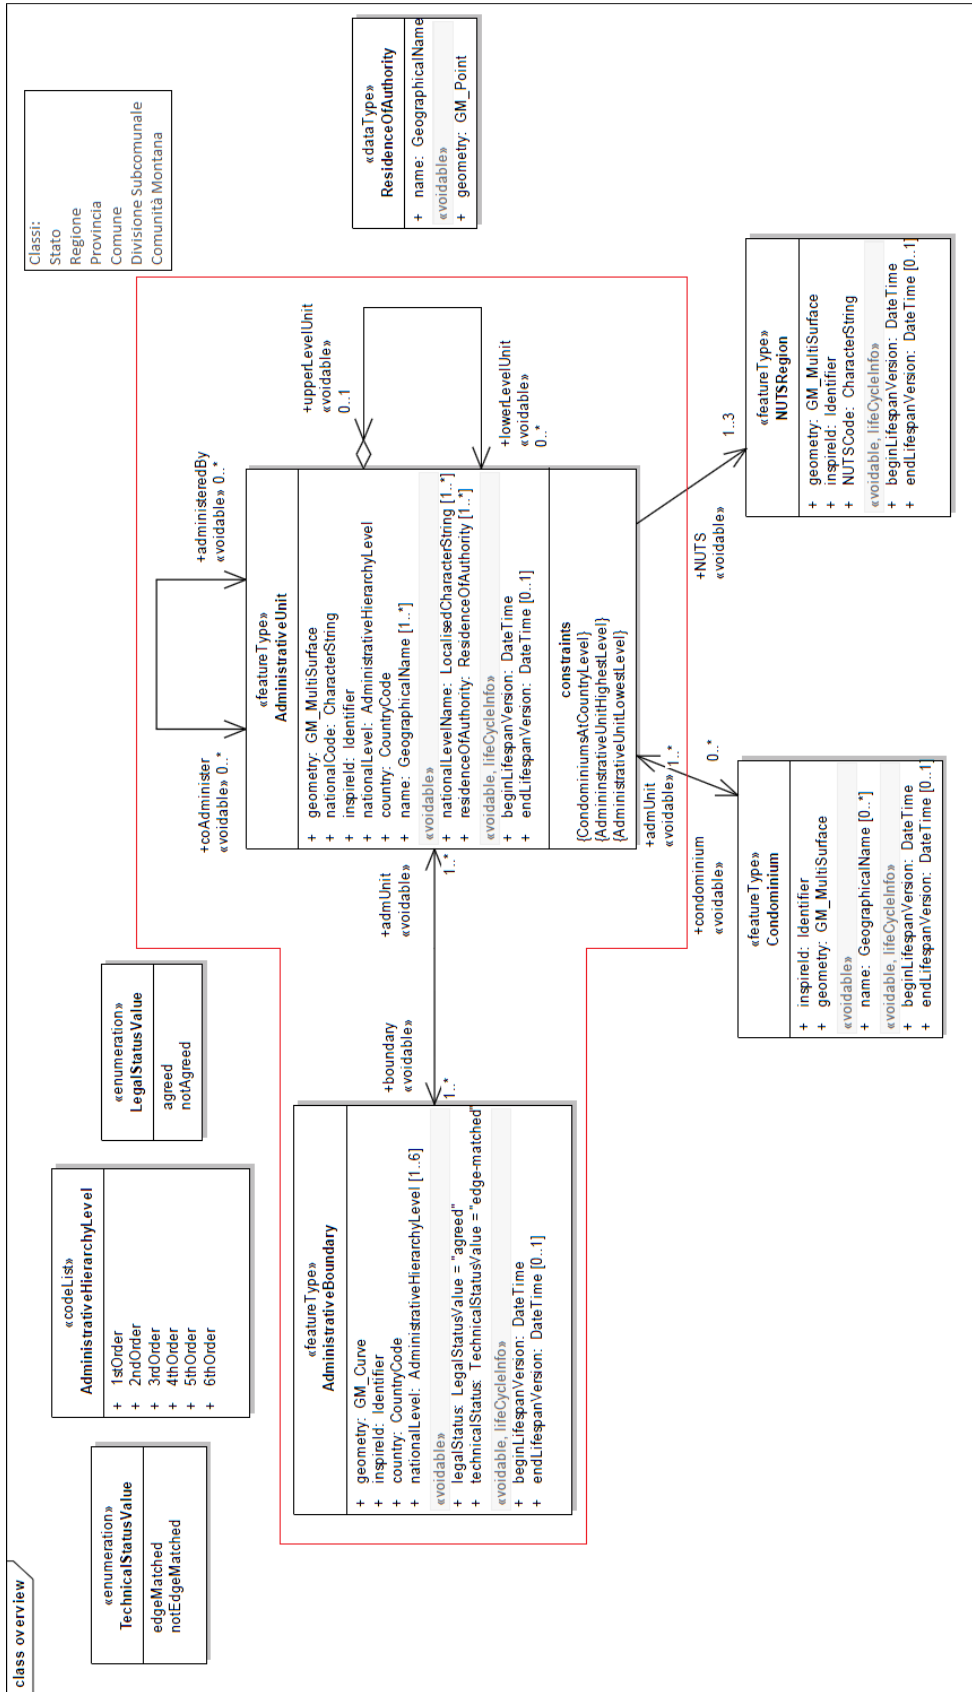 class overview
«enumeration»
TechnicalStatusValue
edgeMatched
notEdgeMatched
«codeList»
AdministrativeHierarchyLevel
+ 1stOrder
+ 2ndOrder
+ 3rdOrder
+ 4thOrder
+ 5thOrder
+ 6thOrder
«enumeration»
LegalStatusValue
agreed
notAgreed
Classi:
Stato
Regione
Provincia
Comune
Divisione Subcomunale
Comunità Montana
«dataType»
ResidenceOfAuthority
+ name: GeographicalName
«voidable»
+ geometry: GM_Point
«featureType»
AdministrativeBoundary
+ geometry: GM_Curve
+ inspireId: Identifier
+ country: CountryCode
+ nationalLevel: AdministrativeHierarchyLevel [1..6]
«voidable»
+ legalStatus: LegalStatusValue = "agreed"
+ technicalStatus: TechnicalStatusValue = "edge-matched"
«voidable, lifeCycleInfo»
+ beginLifespanVersion: DateTime
+ endLifespanVersion: DateTime [0..1]
+boundary
«voidable»
1..*
+admUnit
«voidable»
1..*
+coAdminister
«voidable» 0..*
+administeredBy
«voidable» 0..*
«featureType»
AdministrativeUnit
+ geometry: GM_MultiSurface
+ nationalCode: CharacterString
+ inspireId: Identifier
+ nationalLevel: AdministrativeHierarchyLevel
+ country: CountryCode
+ name: GeographicalName [1..*]
«voidable»
+ nationalLevelName: LocalisedCharacterString [1..*]
+ residenceOfAuthority: ResidenceOfAuthority [1..*]
«voidable, lifeCycleInfo»
+ beginLifespanVersion: DateTime
+ endLifespanVersion: DateTime [0..1]
constraints
{CondominiumsAtCountryLevel}
{AdmininstrativeUnitHighestLevel}
{AdministrativeUnitLowestLevel}
+upperLevelUnit
«voidable»
0..1
+lowerLevelUnit
«voidable»
0..*
+admUnit
«voidable» 1..*
+condominium
«voidable»
0..*
+NUTS
«voidable»
1..3
«featureType»
Condominium
+ inspireId: Identifier
+ geometry: GM_MultiSurface
«voidable»
+ name: GeographicalName [0..*]
«voidable, lifeCycleInfo»
+ beginLifespanVersion: DateTime
+ endLifespanVersion: DateTime [0..1]
«featureType»
NUTSRegion
+ geometry: GM_MultiSurface
+ inspireId: Identifier
+ NUTSCode: CharacterString
«voidable, lifeCycleInfo»
+ beginLifespanVersion: DateTime
+ endLifespanVersion: DateTime [0..1]